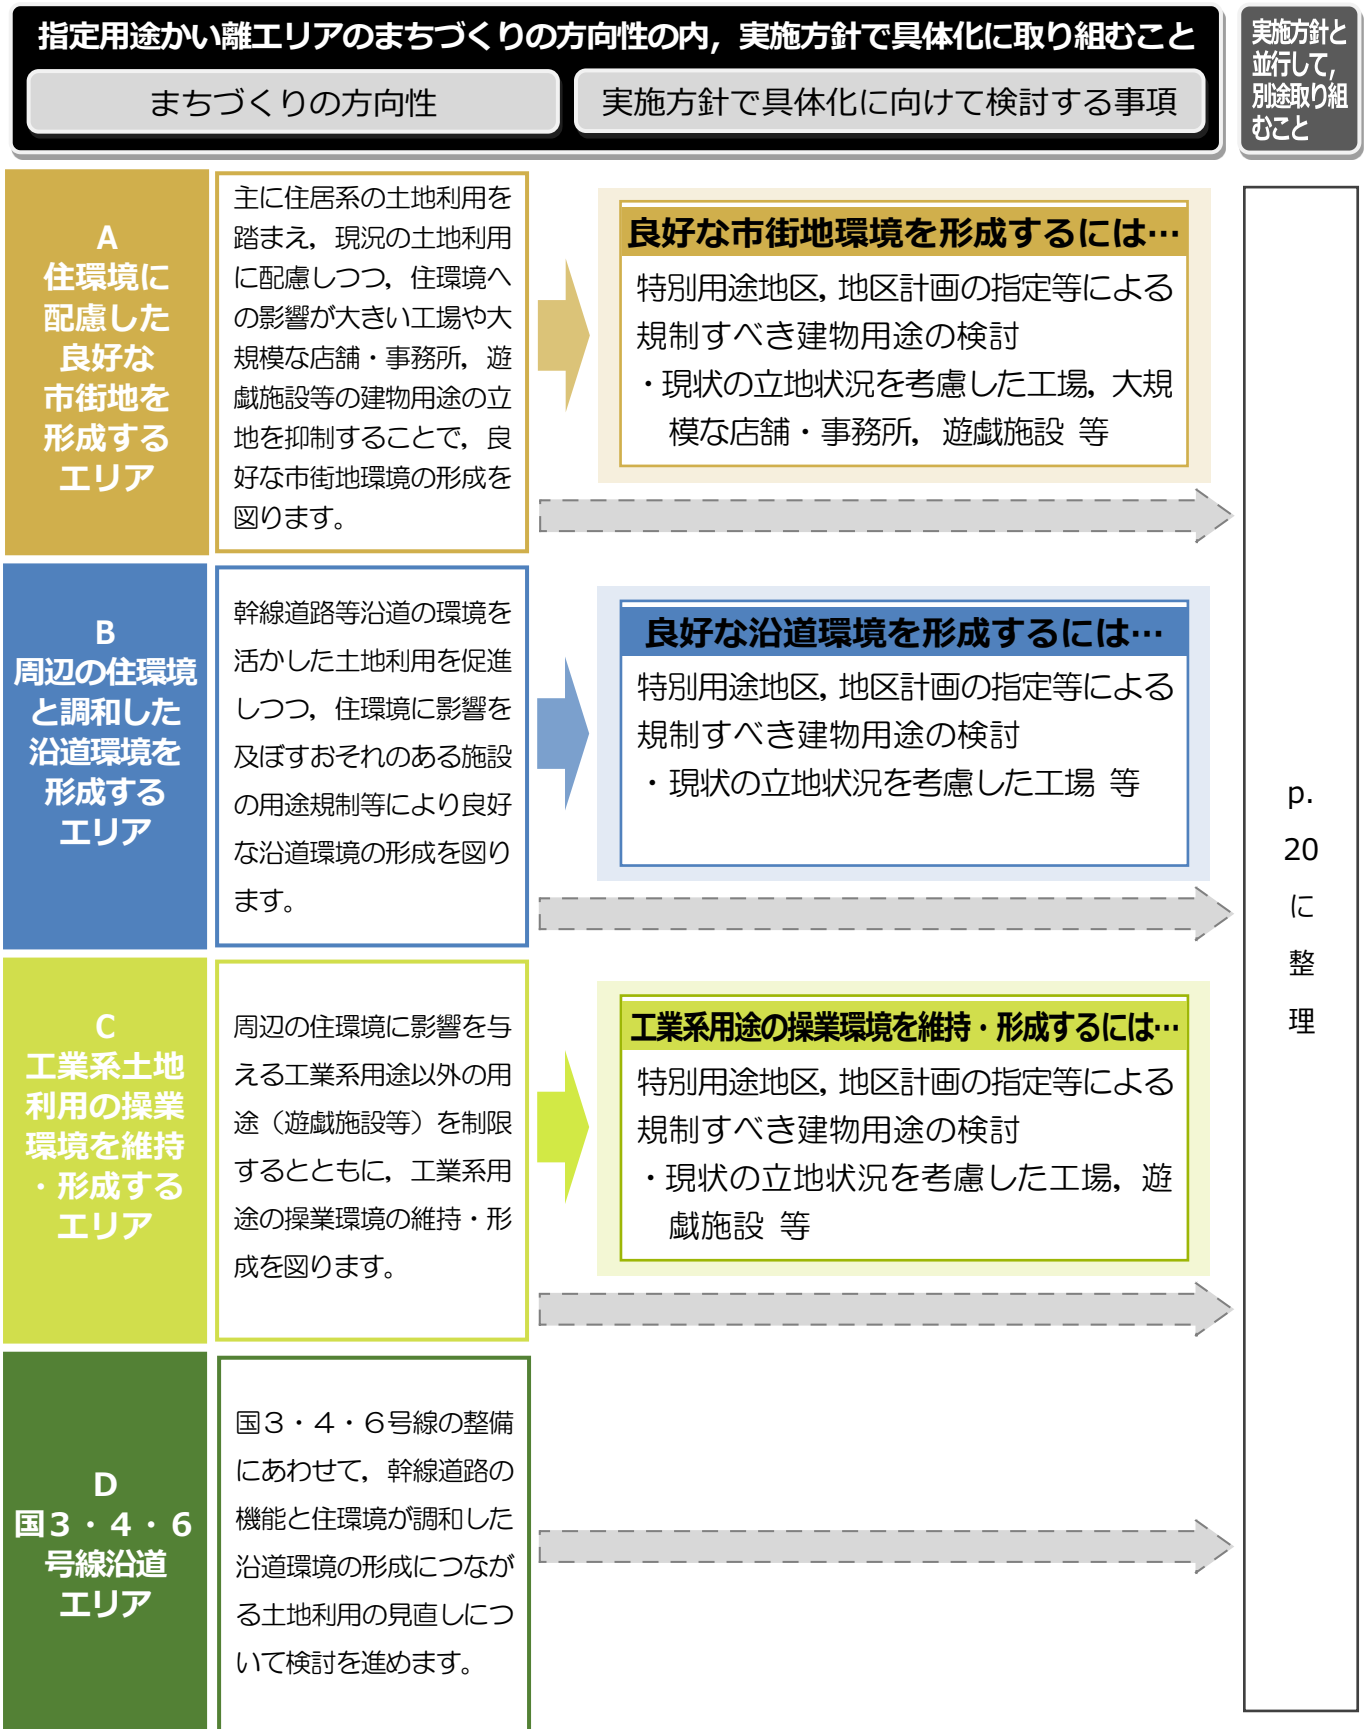 指定用途かい離エリアのまちづくりの方向性の内，実施方針で具体化に取り組むこと
まちづくりの方向性
実施方針で具体化に向けて検討する事項
実施方針と
並行して，
別途取り組
むこと
A
住環境に
配慮した
良好な
市街地を
形成する
エリア
主に住居系の土地利用を
踏まえ，現況の土地利用
に配慮しつつ，住環境へ
の影響が大きい工場や大
規模な店舗・事務所，遊
戯施設等の建物用途の立
地を抑制することで，良
好な市街地環境の形成を
図ります。
良好な市街地環境を形成するには…
特別用途地区，地区計画の指定等による
規制すべき建物用途の検討
・現状の立地状況を考慮した工場，大規
模な店舗・事務所，遊戯施設 等
B
周辺の住環境
と調和した
沿道環境を
形成する
エリア
幹線道路等沿道の環境を
活かした土地利用を促進
しつつ，住環境に影響を
及ぼすおそれのある施設
の用途規制等により良好
な沿道環境の形成を図り
ます。
良好な沿道環境を形成するには…
特別用途地区，地区計画の指定等による
規制すべき建物用途の検討
・現状の立地状況を考慮した工場 等
C
工業系土地
利用の操業
環境を維持
・形成する
エリア
周辺の住環境に影響を与
える工業系用途以外の用
途（遊戯施設等）を制限
するとともに，工業系用
途の操業環境の維持・形
成を図ります。
工業系用途の操業環境を維持・形成するには…
特別用途地区，地区計画の指定等による
規制すべき建物用途の検討
・現状の立地状況を考慮した工場，遊
戯施設 等
D
国３・４・６
号線沿道
エリア
国３・４・６号線の整備
にあわせて，幹線道路の
機能と住環境が調和した
沿道環境の形成につなが
る土地利用の見直しにつ
いて検討を進めます。
p.
20
に
整
理